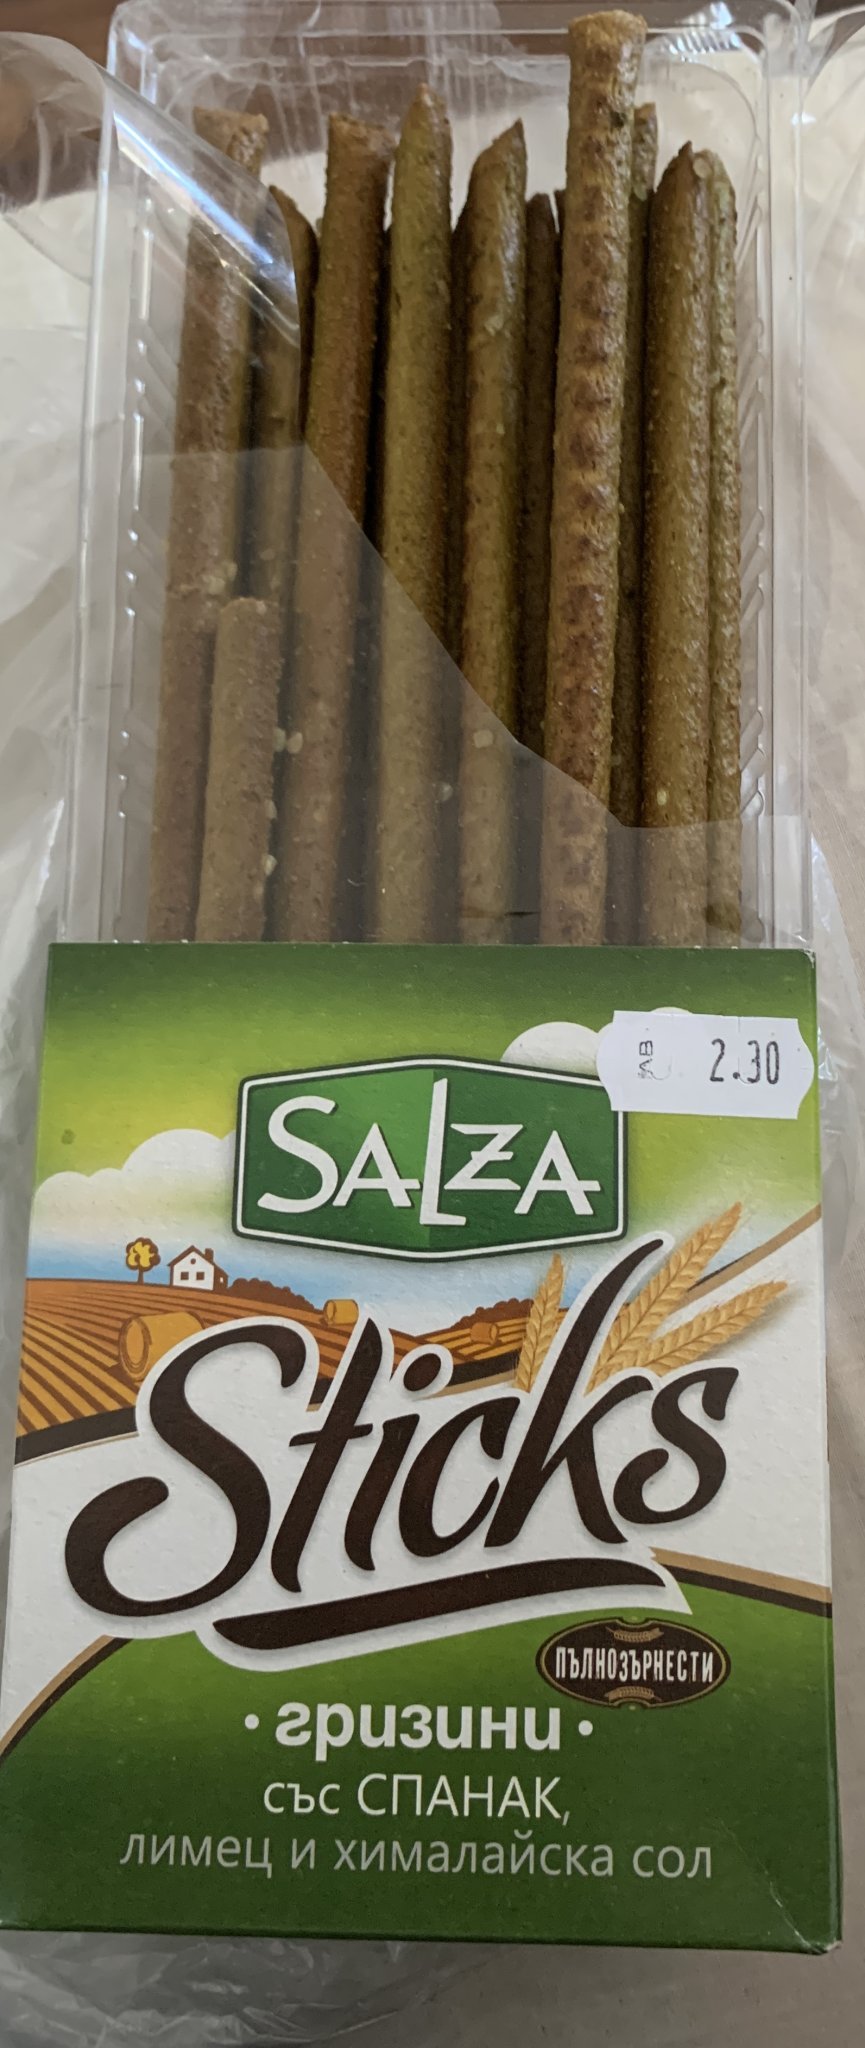 2.30
SALZA
Sticks
ПЪЛНОЗЪРНЕСТИ
• гризини •
със СПАНАК,
лимец и хималайска сол